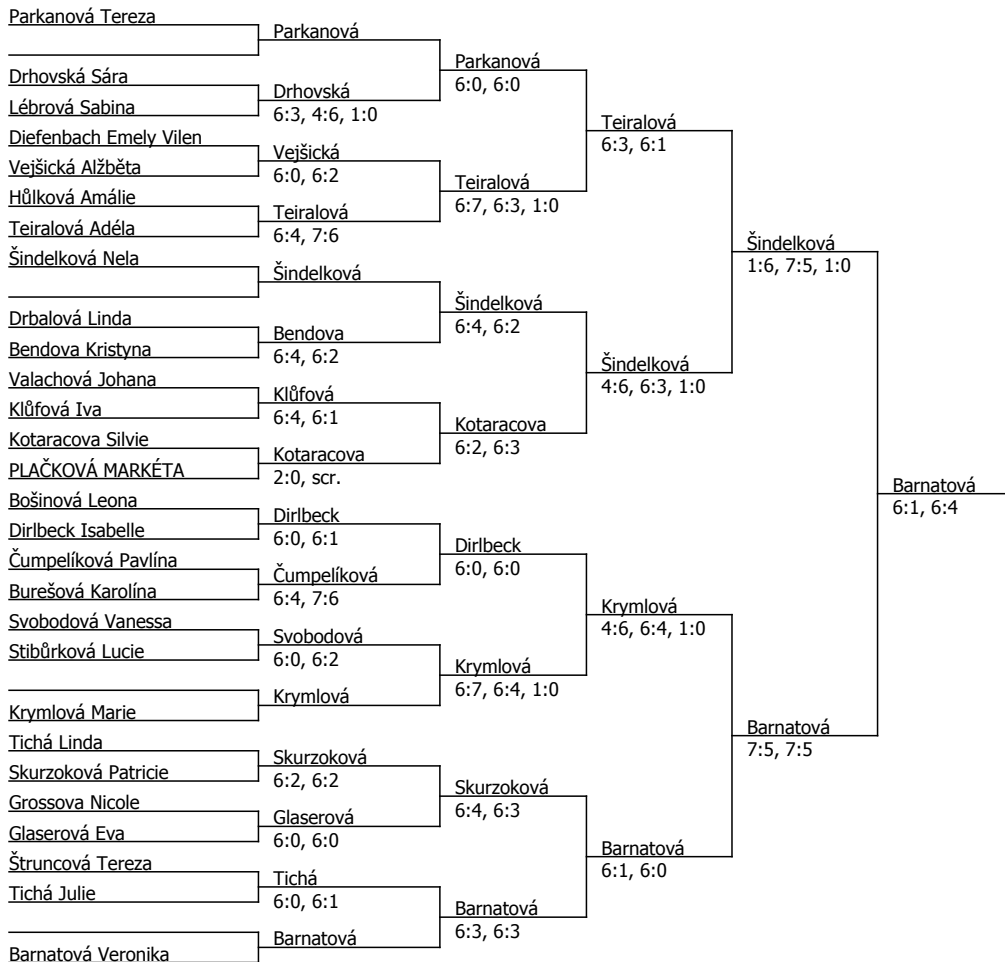 Parkanová Tereza
Parkanová
Parkanová
6:0, 6:0
Drhovská Sára
Drhovská
6:3, 4:6, 1:0
Lébrová Sabina
Teiralová
6:3, 6:1
Diefenbach Emely Vilen
Vejšická
6:0, 6:2
Vejšická Alžběta
Teiralová
6:7, 6:3, 1:0
Hůlková Amálie
Teiralová
6:4, 7:6
Teiralová Adéla
Šindelková
1:6, 7:5, 1:0
Šindelková Nela
Šindelková
Šindelková
6:4, 6:2
Drbalová Linda
Bendova
6:4, 6:2
Bendova Kristyna
Šindelková
4:6, 6:3, 1:0
Valachová Johana
Klůfová
6:4, 6:1
Klůfová Iva
Kotaracova
6:2, 6:3
Kotaracova Silvie
Kotaracova
2:0, scr.
PLAČKOVÁ MARKÉTA
Barnatová
6:1, 6:4
Bošinová Leona
Dirlbeck
6:0, 6:1
Dirlbeck Isabelle
Dirlbeck
6:0, 6:0
Čumpelíková Pavlína
Čumpelíková
6:4, 7:6
Burešová Karolína
Krymlová
4:6, 6:4, 1:0
Svobodová Vanessa
Svobodová
6:0, 6:2
Stibůrková Lucie
Krymlová
6:7, 6:4, 1:0
Krymlová
Krymlová Marie
Barnatová
7:5, 7:5
Tichá Linda
Skurzoková
6:2, 6:2
Skurzoková Patricie
Skurzoková
6:4, 6:3
Grossova Nicole
Glaserová
6:0, 6:0
Glaserová Eva
Barnatová
6:1, 6:0
Štruncová Tereza
Tichá
6:0, 6:1
Tichá Julie
Barnatová
6:3, 6:3
Barnatová
Barnatová Veronika